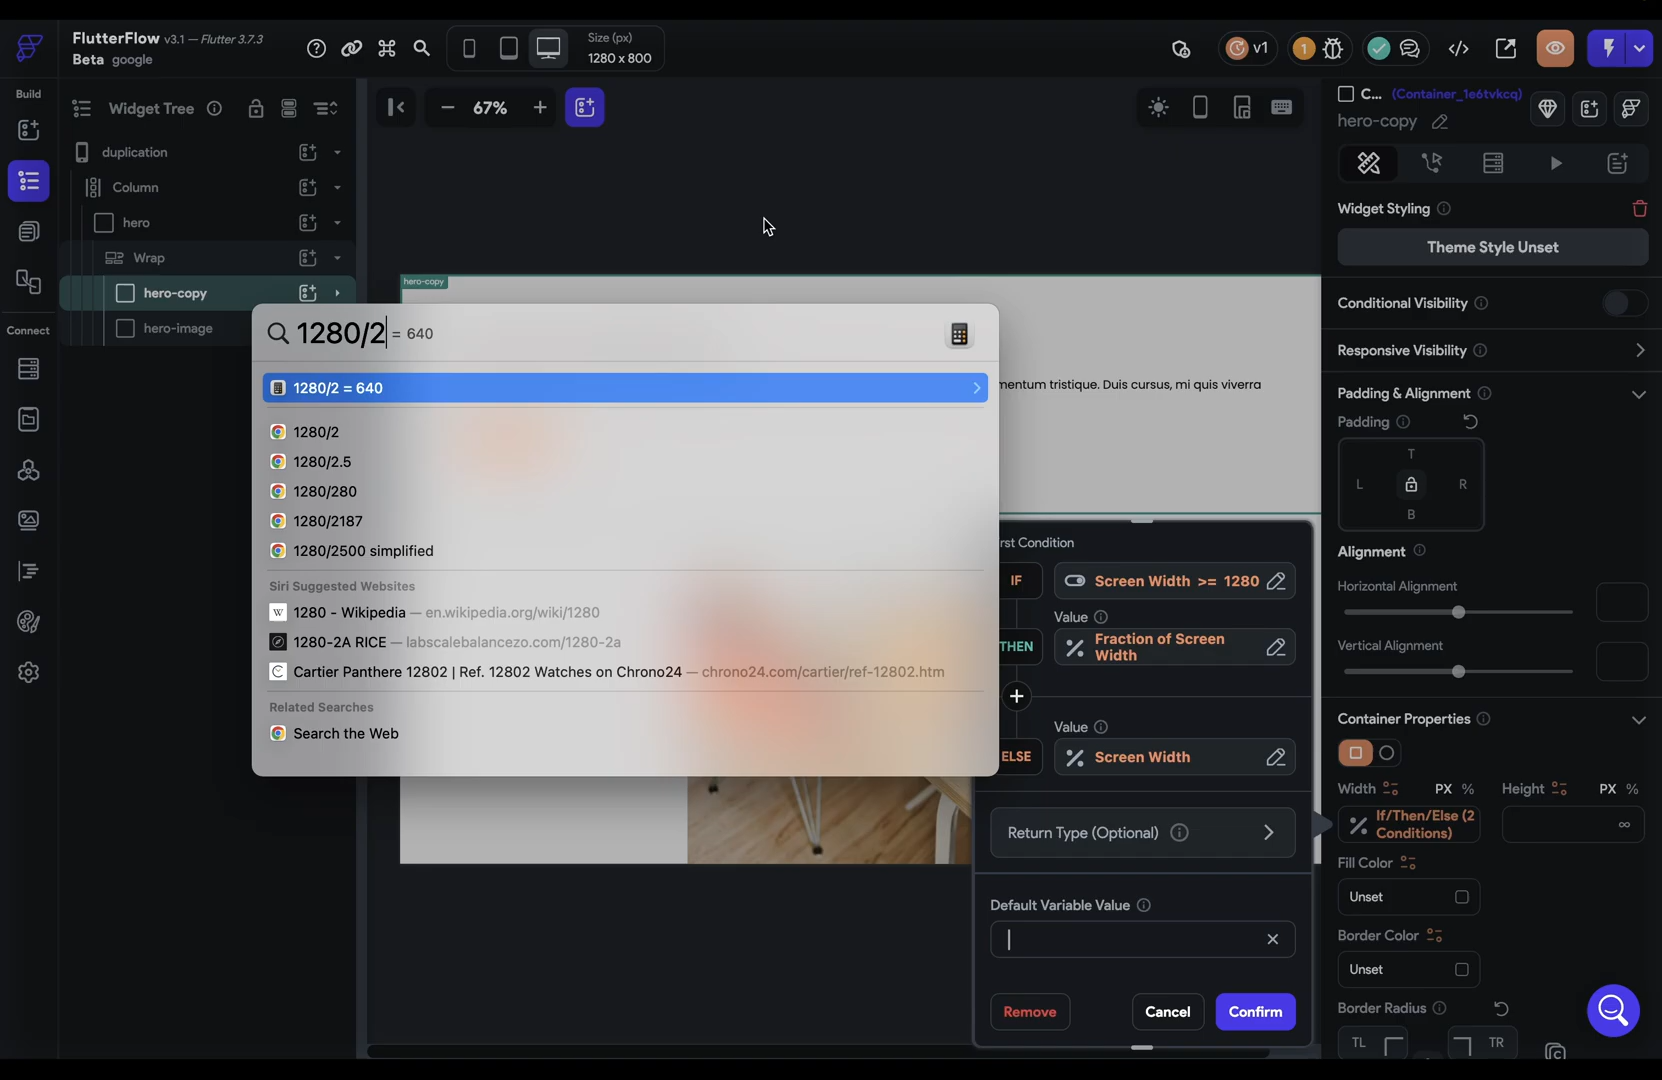 FlutterFlow v3.1 — Flutter 3.7.3
Beta google
Size (px)
1280 x 800
v1
1
Build
Widget Tree
67%
C... (Container_1e6tvkcq)
hero-copy
duplication
Column
hero
Wrap
hero-copy
hero-image
Connect
Widget Styling
Theme Style Unset
hero-copy
Conditional Visibility
1280/2 = 640
Responsive Visibility
1280/2 = 640
mentum tristique. Duis cursus, mi quis viverra
1280/2
1280/2.5
1280/280
1280/2187
1280/2500 simplified
Siri Suggested Websites
1280 - Wikipedia — en.wikipedia.org/wiki/1280
1280-2A RICE — labscalebalancezo.com/1280-2a
Cartier Panthere 12802 | Ref. 12802 Watches on Chrono24 — chrono24.com/cartier/ref-12802.htm
Related Searches
Search the Web
rst Condition
IF
Screen Width >= 1280
Value
THEN
Fraction of Screen
Width
Value
ELSE
Screen Width
Return Type (Optional)
Default Variable Value
Remove
Cancel
Confirm
Padding & Alignment
Padding
T
L
R
B
Alignment
Horizontal Alignment
Vertical Alignment
Container Properties
Width
PX %
Height
PX %
If/Then/Else (2
Conditions)
∞
Fill Color
Unset
Border Color
Unset
Border Radius
TL
TR